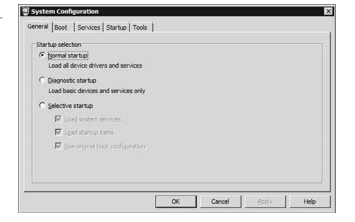 System Configuration
General Boot Services Startup Tools
Startup selection
Normal startup
Load all device drivers and services
Diagnostic startup
Load basic devices and services only
Selective startup
Load system services
Load startup items
Use original boot configuration
OK Cancel Apply Help